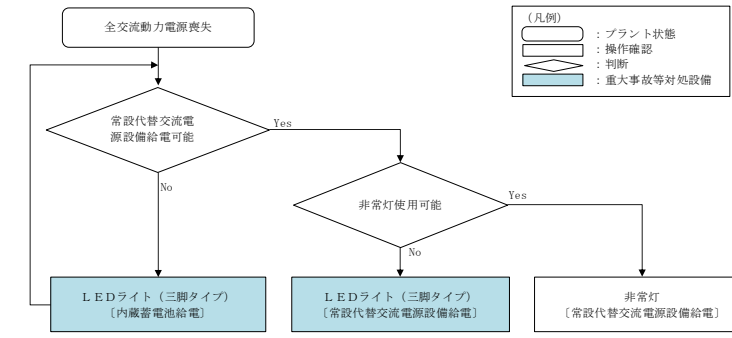 全交流動力電源喪失
(凡例)
:プラント状態
:操作確認
:判断
:重大事故等対処設備
常設代替交流電
源設備給電可能
Yes
No
非常灯使用可能
Yes
No
LEDライト(三脚タイプ)
〔内蔵蓄電池給電〕
LEDライト(三脚タイプ)
〔常設代替交流電源設備給電〕
非常灯
〔常設代替交流電源設備給電〕